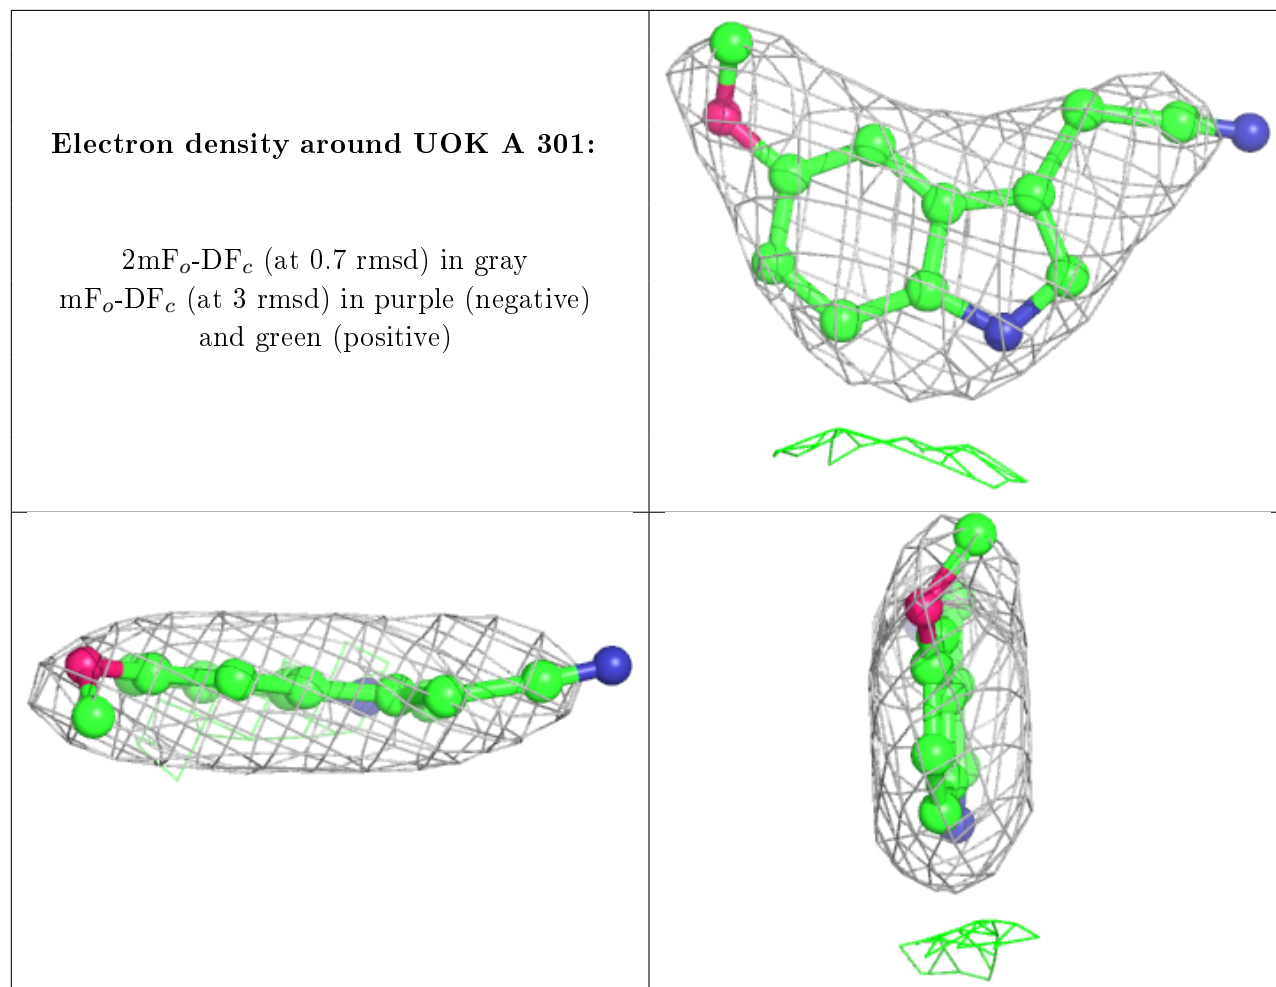 Electron density around UOK A 301:
2mFₒ-DF𝒸 (at 0.7 rmsd) in gray
mFₒ-DF𝒸 (at 3 rmsd) in purple (negative)
and green (positive)